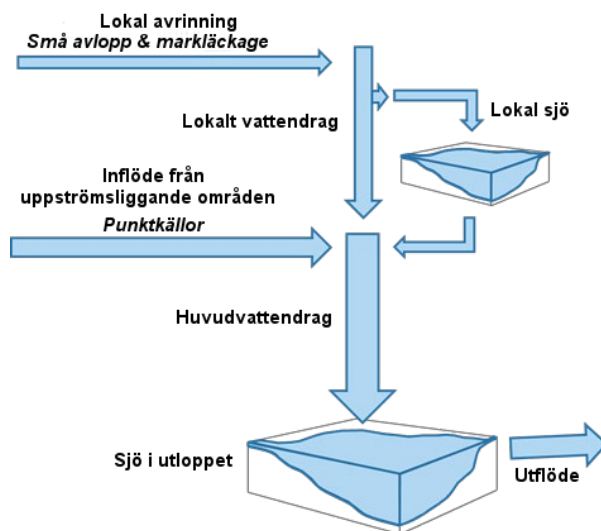 Lokal avrinning
Små avlopp & markläckage
Lokalt vattendrag
Lokal sjö
Inflöde från
uppströmsliggande områden
Punktkällor
Huvudvattendrag
Sjö i utloppet
Utflöde